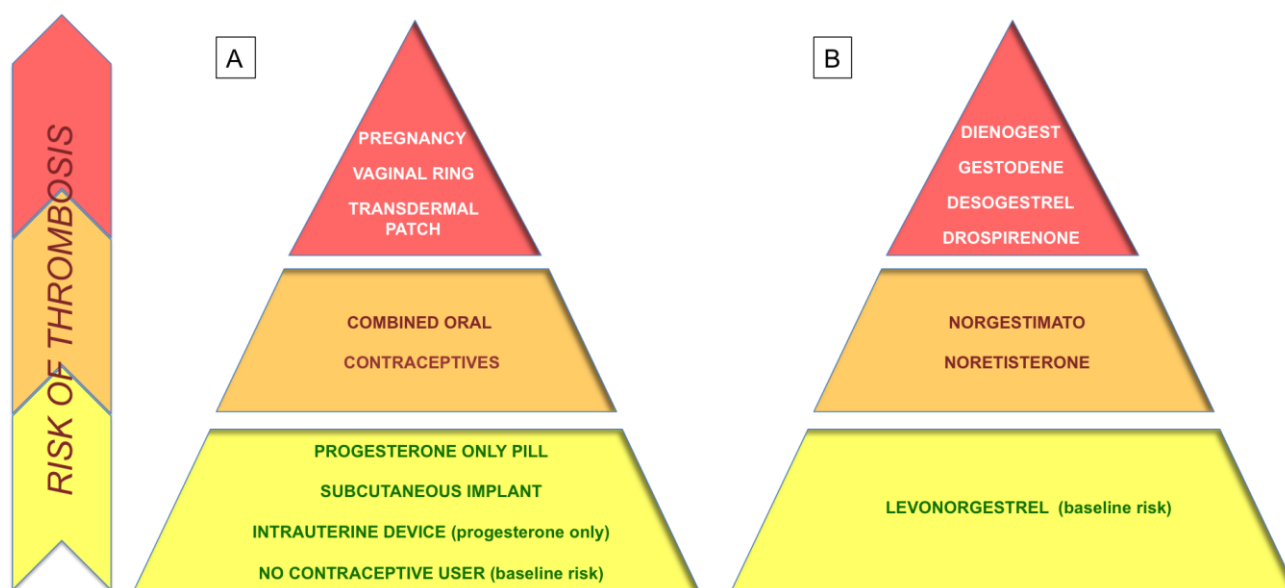 RISK OF THROMBOSIS
A
PREGNANCY
VAGINAL RING
TRANSDERMAL
PATCH
COMBINED ORAL
CONTRACEPTIVES
PROGESTERONE ONLY PILL
SUBCUTANEOUS IMPLANT
INTRAUTERINE DEVICE (progesterone only)
NO CONTRACEPTIVE USER (baseline risk)
B
DIENOGEST
GESTODENE
DESOGESTREL
DROSPIRENONE
NORGESTIMATO
NORETISTERONE
LEVONORGESTREL (baseline risk)